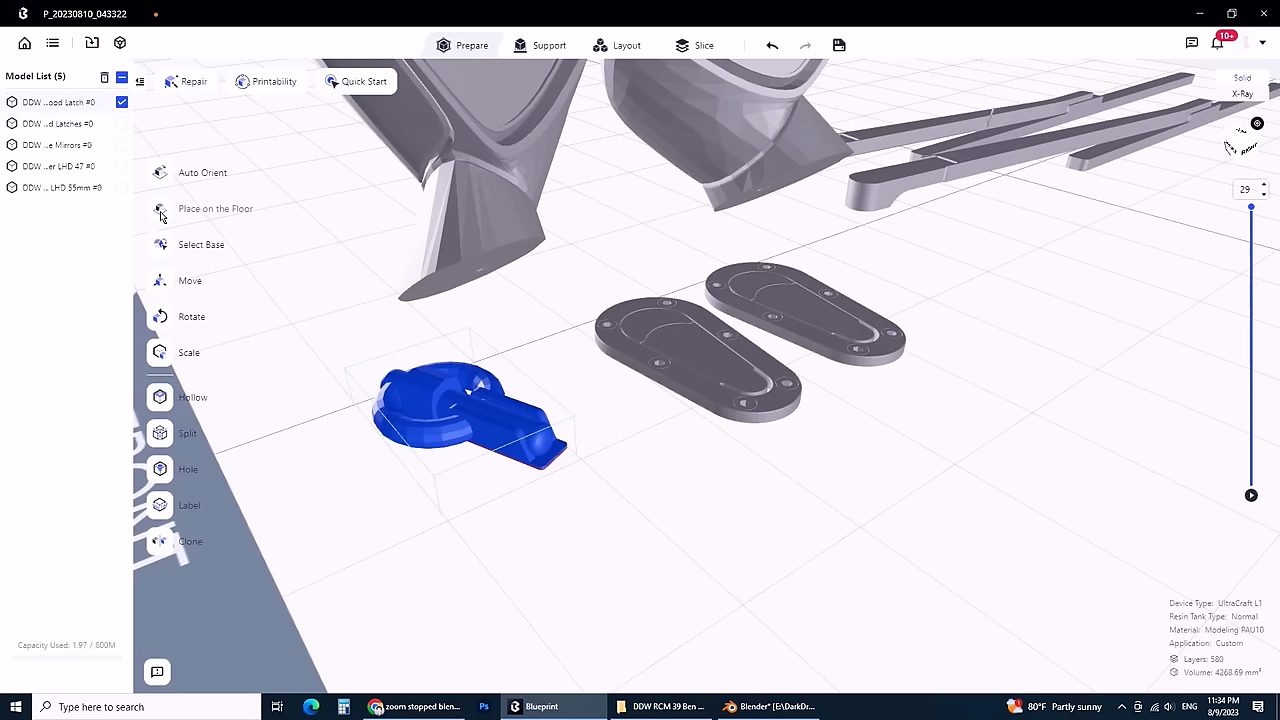 P_20230810_043322
Prepare
Support
Layout
Slice
10+
Model List (5)
Repair
Printability
Quick Start
Solid
X-Ray
DDW ...ood Latch #0
DDW ...d Latches #0
DDW ...e Mirrors #0
DDW ...er LHD 47 #0
DDW ... LHD 55mm #0
Auto Orient
Place on the Floor
Select Base
Move
Rotate
Scale
Hollow
Split
Hole
Label
Clone
29
Capacity Used: 1.97 / 800M
Device Type: UltraCraft L1
Resin Tank Type: Normal
Material: Modeling PAU10
Application: Custom
Layers: 580
Volume: 4268.69 mm³
Type here to search
zoom stopped blen...
Ps
Blueprint
DDW RCM 39 Ben ...
Blender* [E:\DarkDr...
80°F Partly sunny
ENG
11:34 PM
8/9/2023